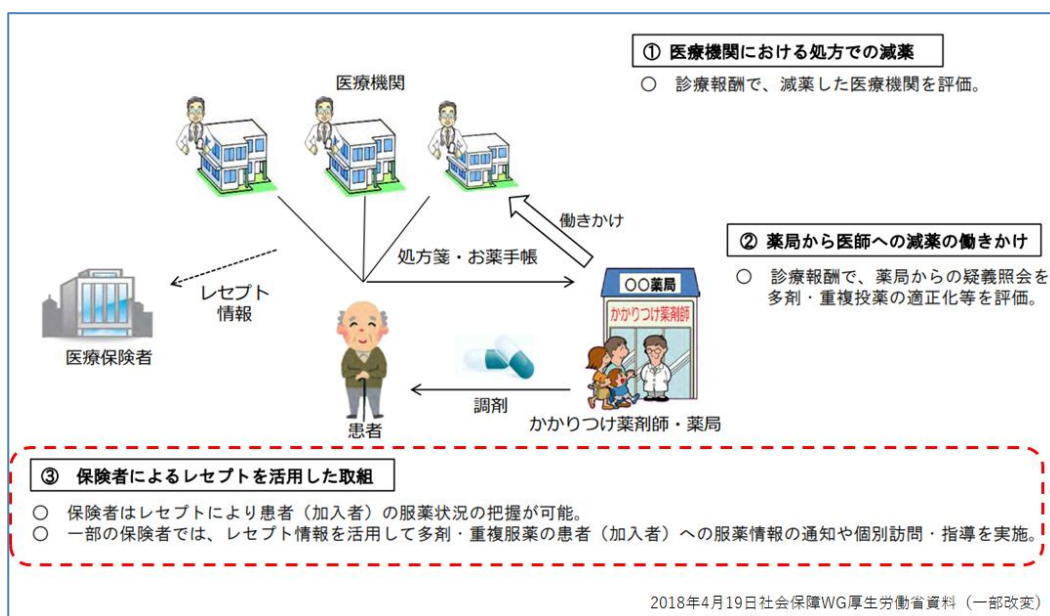 ① 医療機関における処方での減薬
○ 診療報酬で、減薬した医療機関を評価。
医療機関
働きかけ
② 薬局から医師への減薬の働きかけ
○ 診療報酬で、薬局からの疑義照会を
多剤・重複投薬の適正化等を評価。
処方箋・お薬手帳
レセプト
情報
医療保険者
〇〇薬局
かかりつけ薬剤師
調剤
患者
かかりつけ薬剤師・薬局
③ 保険者によるレセプトを活用した取組
○ 保険者はレセプトにより患者（加入者）の服薬状況の把握が可能。
○ 一部の保険者では、レセプト情報を活用して多剤・重複服薬の患者（加入者）への服薬情報の通知や個別訪問・指導を実施。
2018年4月19日社会保障WG厚生労働省資料（一部改変）